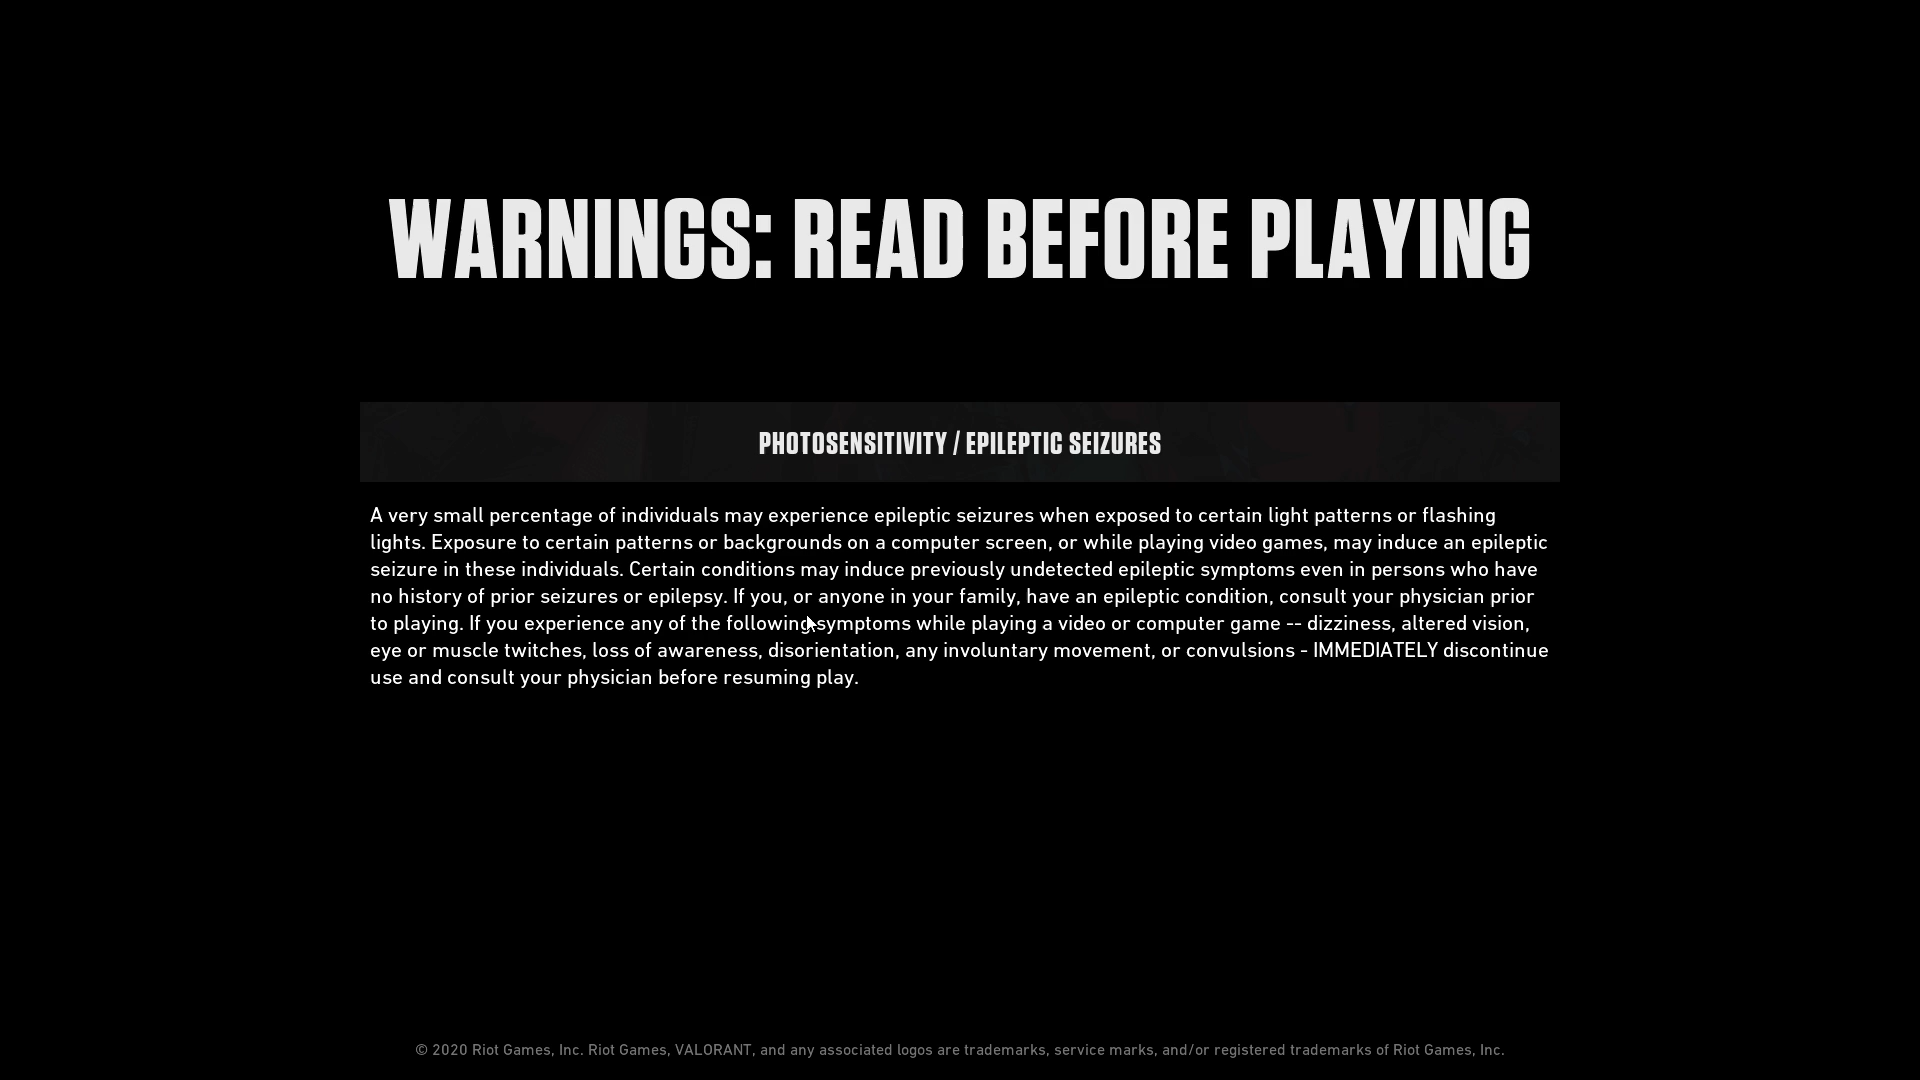 WARNINGS: READ BEFORE PLAYING
PHOTOSENSITIVITY / EPILEPTIC SEIZURES
A very small percentage of individuals may experience epileptic seizures when exposed to certain light patterns or flashing
lights. Exposure to certain patterns or backgrounds on a computer screen, or while playing video games, may induce an epileptic
seizure in these individuals. Certain conditions may induce previously undetected epileptic symptoms even in persons who have
no history of prior seizures or epilepsy. If you, or anyone in your family, have an epileptic condition, consult your physician prior
to playing. If you experience any of the following symptoms while playing a video or computer game -- dizziness, altered vision,
eye or muscle twitches, loss of awareness, disorientation, any involuntary movement, or convulsions - IMMEDIATELY discontinue
use and consult your physician before resuming play.
© 2020 Riot Games, Inc. Riot Games, VALORANT, and any associated logos are trademarks, service marks, and/or registered trademarks of Riot Games, Inc.